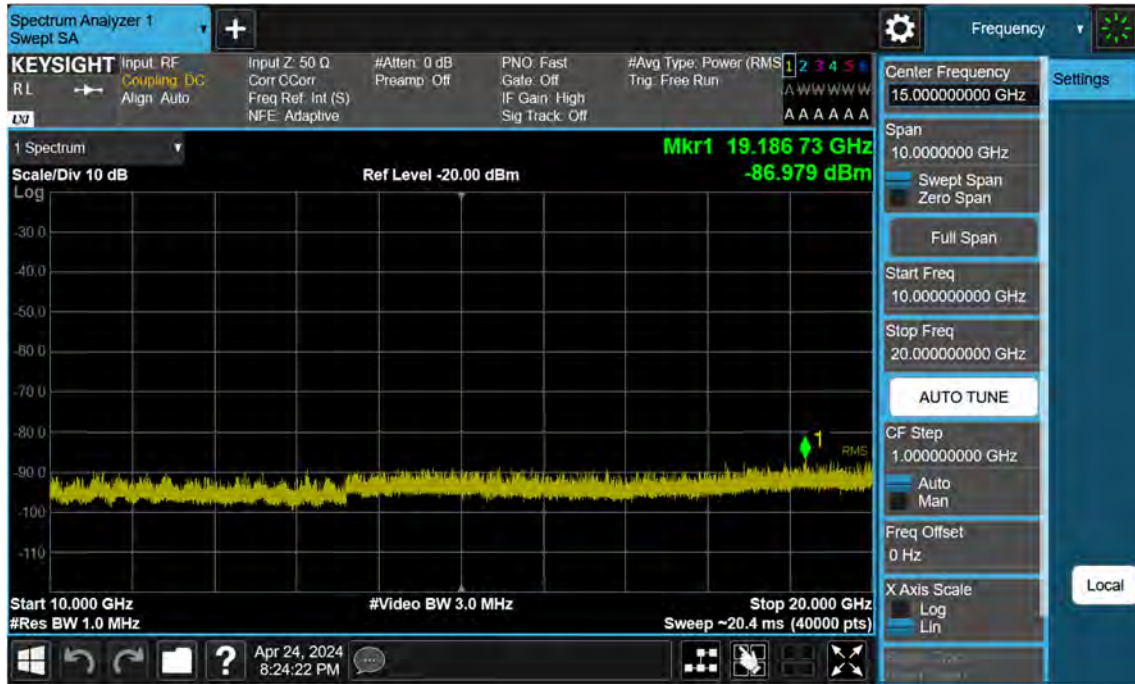 Spectrum Analyzer 1
Swept SA
Frequency
KEYSIGHT
RL
LXI
Input: RF
Coupling: DC
Align: Auto
Input Z: 50 Ω
Corr CCorr
Freq Ref: Int (S)
NFE: Adaptive
#Atten: 0 dB
Preamp: Off
PNO: Fast
Gate: Off
IF Gain: High
Sig Track: Off
#Avg Type: Power (RMS
Trig: Free Run
1 2 3 4 5 6
A W W W W W
A A A A A A
Center Frequency
15.000000000 GHz
Settings
Span
10.0000000 GHz
Swept Span
Zero Span
Full Span
Start Freq
10.000000000 GHz
Stop Freq
20.000000000 GHz
AUTO TUNE
CF Step
1.000000000 GHz
Auto
Man
Freq Offset
0 Hz
X Axis Scale
Log
Lin
Local
1 Spectrum
Mkr1 19.186 73 GHz
Scale/Div 10 dB
Ref Level -20.00 dBm
-86.979 dBm
Log
-30.0
-40.0
-50.0
-60.0
-70.0
-80.0
1
RMS
-90.0
-100
-110
Start 10.000 GHz
#Video BW 3.0 MHz
Stop 20.000 GHz
#Res BW 1.0 MHz
Sweep ~20.4 ms (40000 pts)
?
Apr 24, 2024
8:24:22 PM